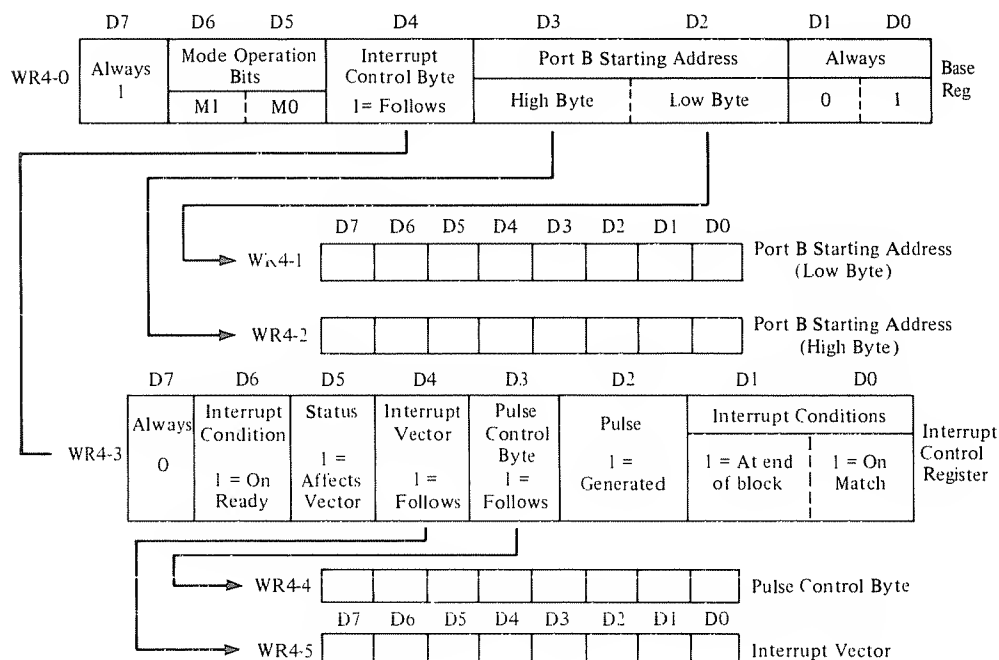 D7 D6 D5 D4 D3 D2 D1 D0
WR4-0
Always
1
Mode Operation
Bits
M1 M0
Interrupt
Control Byte
1= Follows
Port B Starting Address
High Byte Low Byte
Always
0 1
Base
Reg
D7 D6 D5 D4 D3 D2 D1 D0
WR4-1
Port B Starting Address
(Low Byte)
WR4-2
Port B Starting Address
(High Byte)
D7 D6 D5 D4 D3 D2 D1 D0
WR4-3
Always
0
Interrupt
Condition
1 = On
Ready
Status
1 =
Affects
Vector
Interrupt
Vector
1 =
Follows
Pulse
Control
Byte
1 =
Follows
Pulse
1 =
Generated
Interrupt Conditions
1 = At end
of block
1 = On
Match
Interrupt
Control
Register
WR4-4
Pulse Control Byte
D7 D6 D5 D4 D3 D2 D1 D0
WR4-5
Interrupt Vector